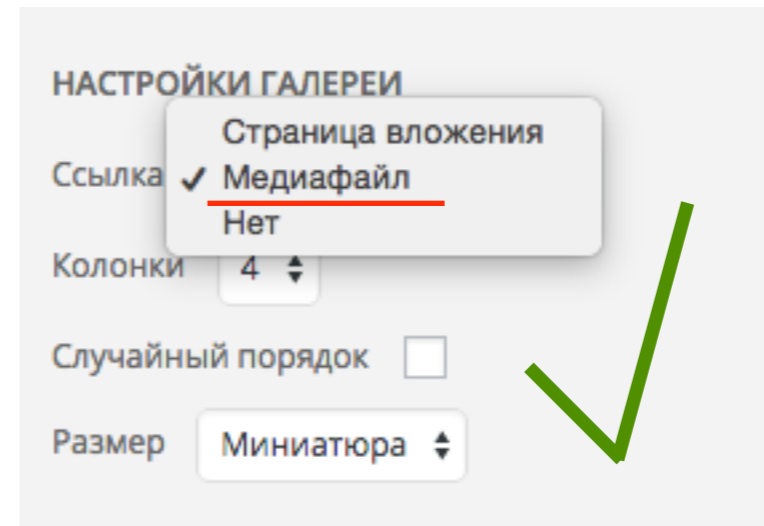 НАСТРОЙКИ ГАЛЕРЕИ
Страница вложения
Ссылка ✓ Медиафайл
Нет
Колонки 4
Случайный порядок
Размер Миниатюра